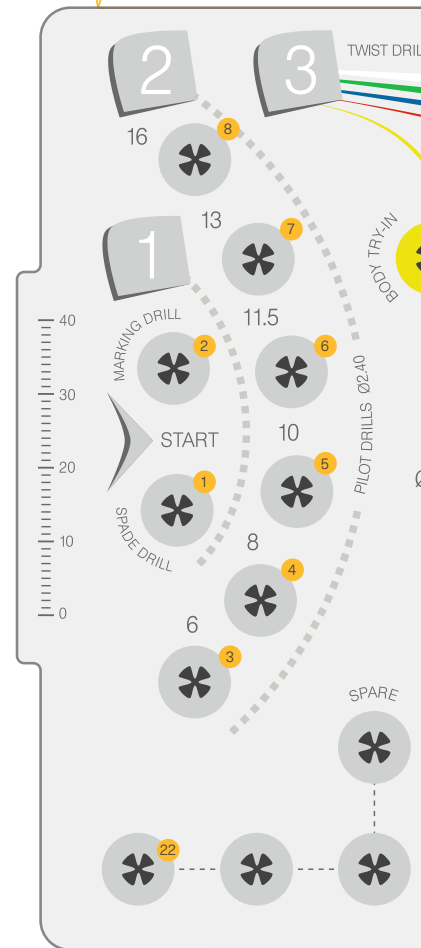 2
3
TWIST DRIL
16
8
13
7
1
BODY TRY-IN
MARKING DRILL
2
11.5
6
40
30
20
10
0
START
10
PILOT DRILLS Ø2.40
5
1
SPADE DRILL
Ø
8
4
6
3
SPARE
22